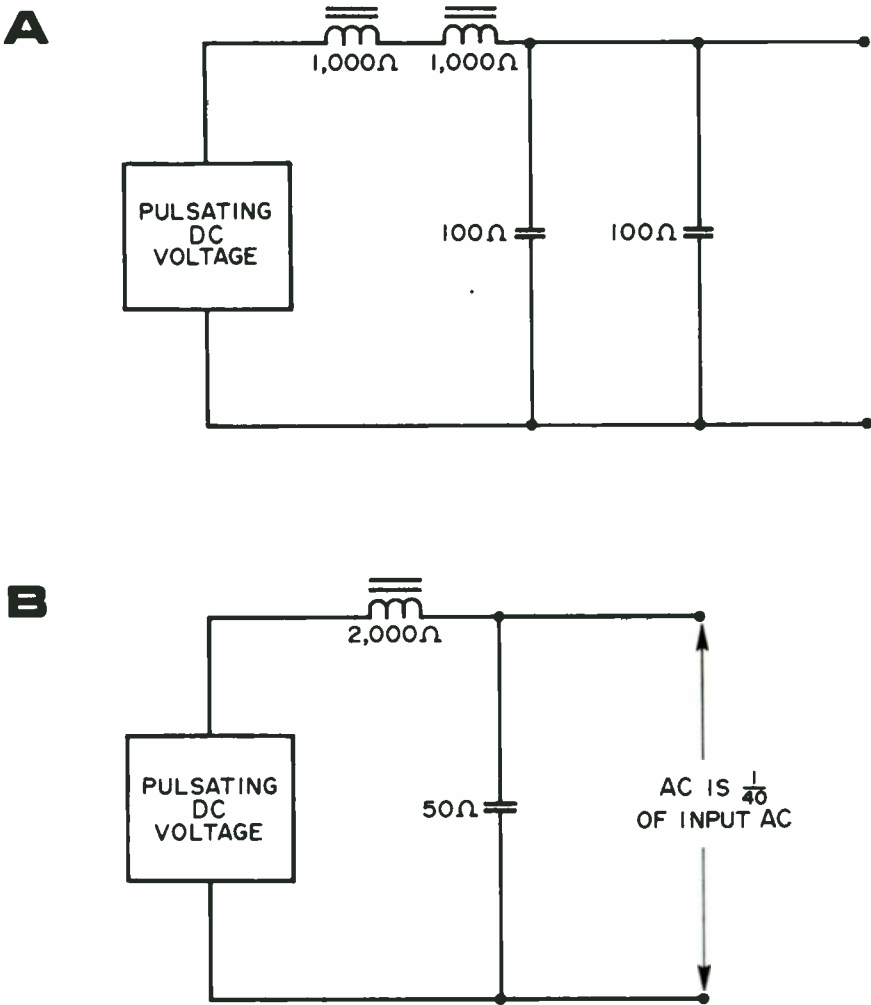 A
1,000Ω 1,000Ω
PULSATING
DC
VOLTAGE
100Ω 100Ω
B
2,000Ω
PULSATING
DC
VOLTAGE
50Ω
AC IS 1/40
OF INPUT AC